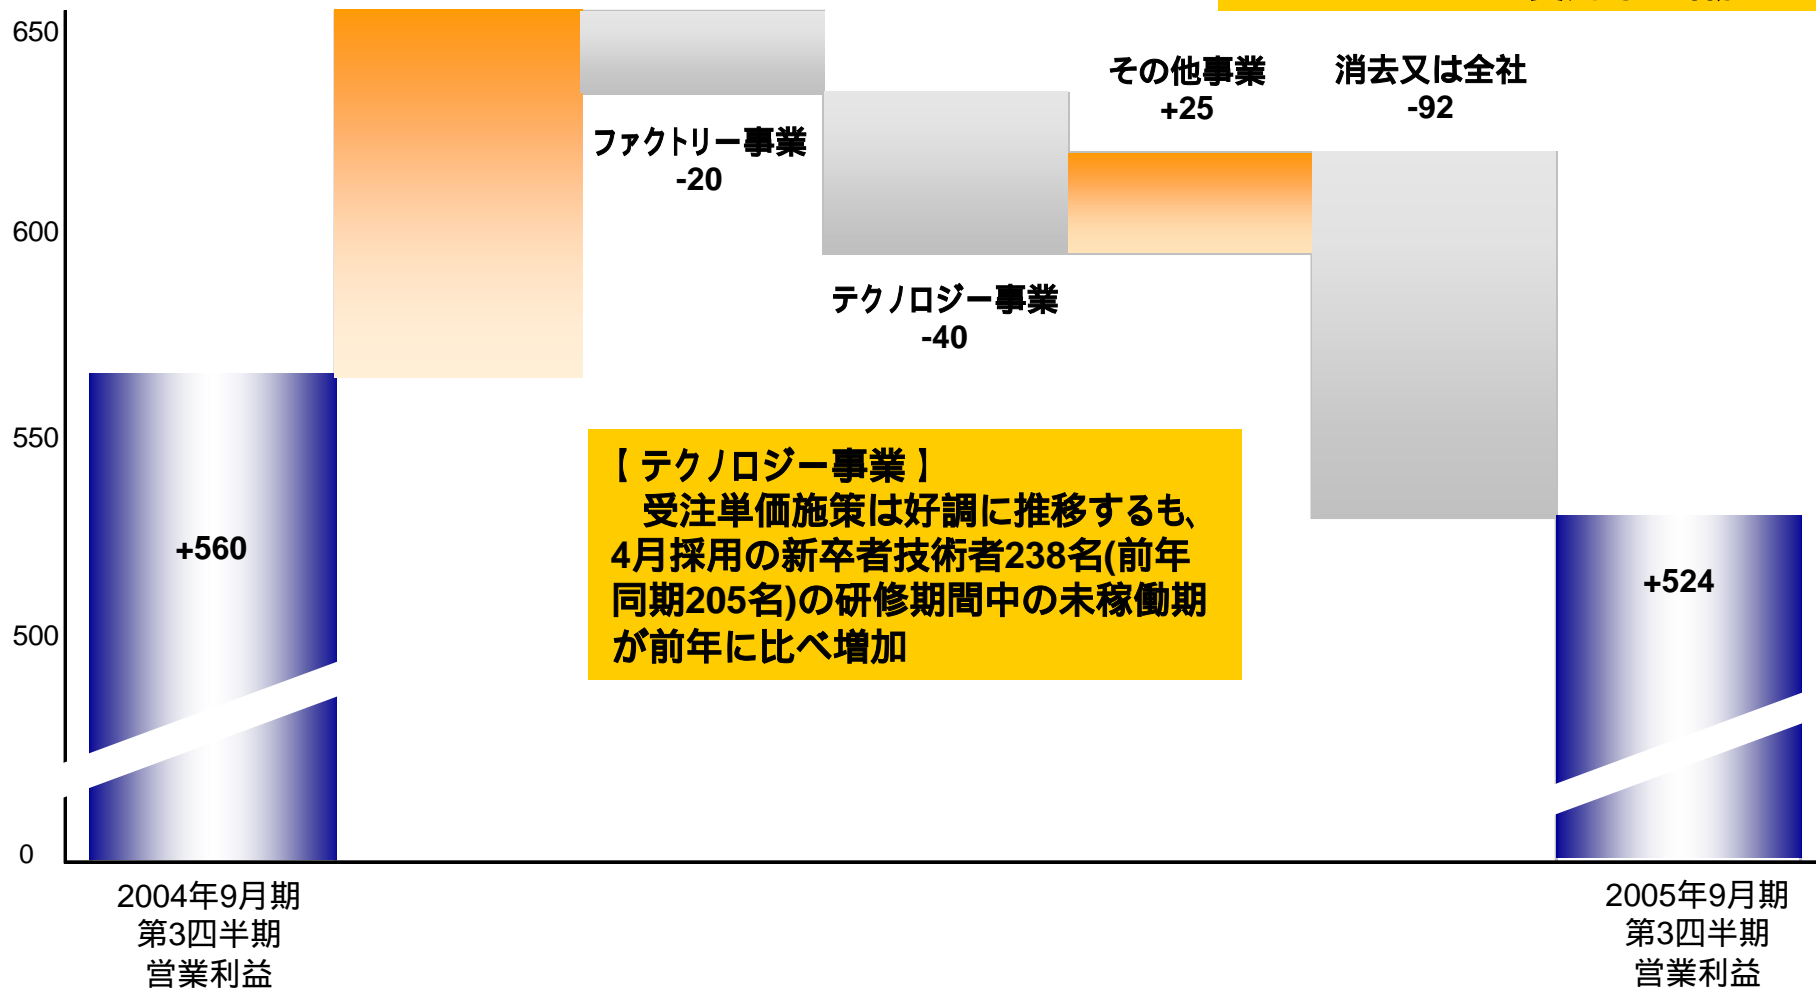 650
その他事業
+25
消去又は全社
-92
ファクトリー事業
-20
600
テクノロジー事業
-40
550
【 テクノロジー事業 】
受注単価施策は好調に推移するも、
4月採用の新卒者技術者238名(前年
同期205名)の研修期間中の未稼働期
が前年に比べ増加
+560
+524
500
0
2004年9月期
第3四半期
営業利益
2005年9月期
第3四半期
営業利益